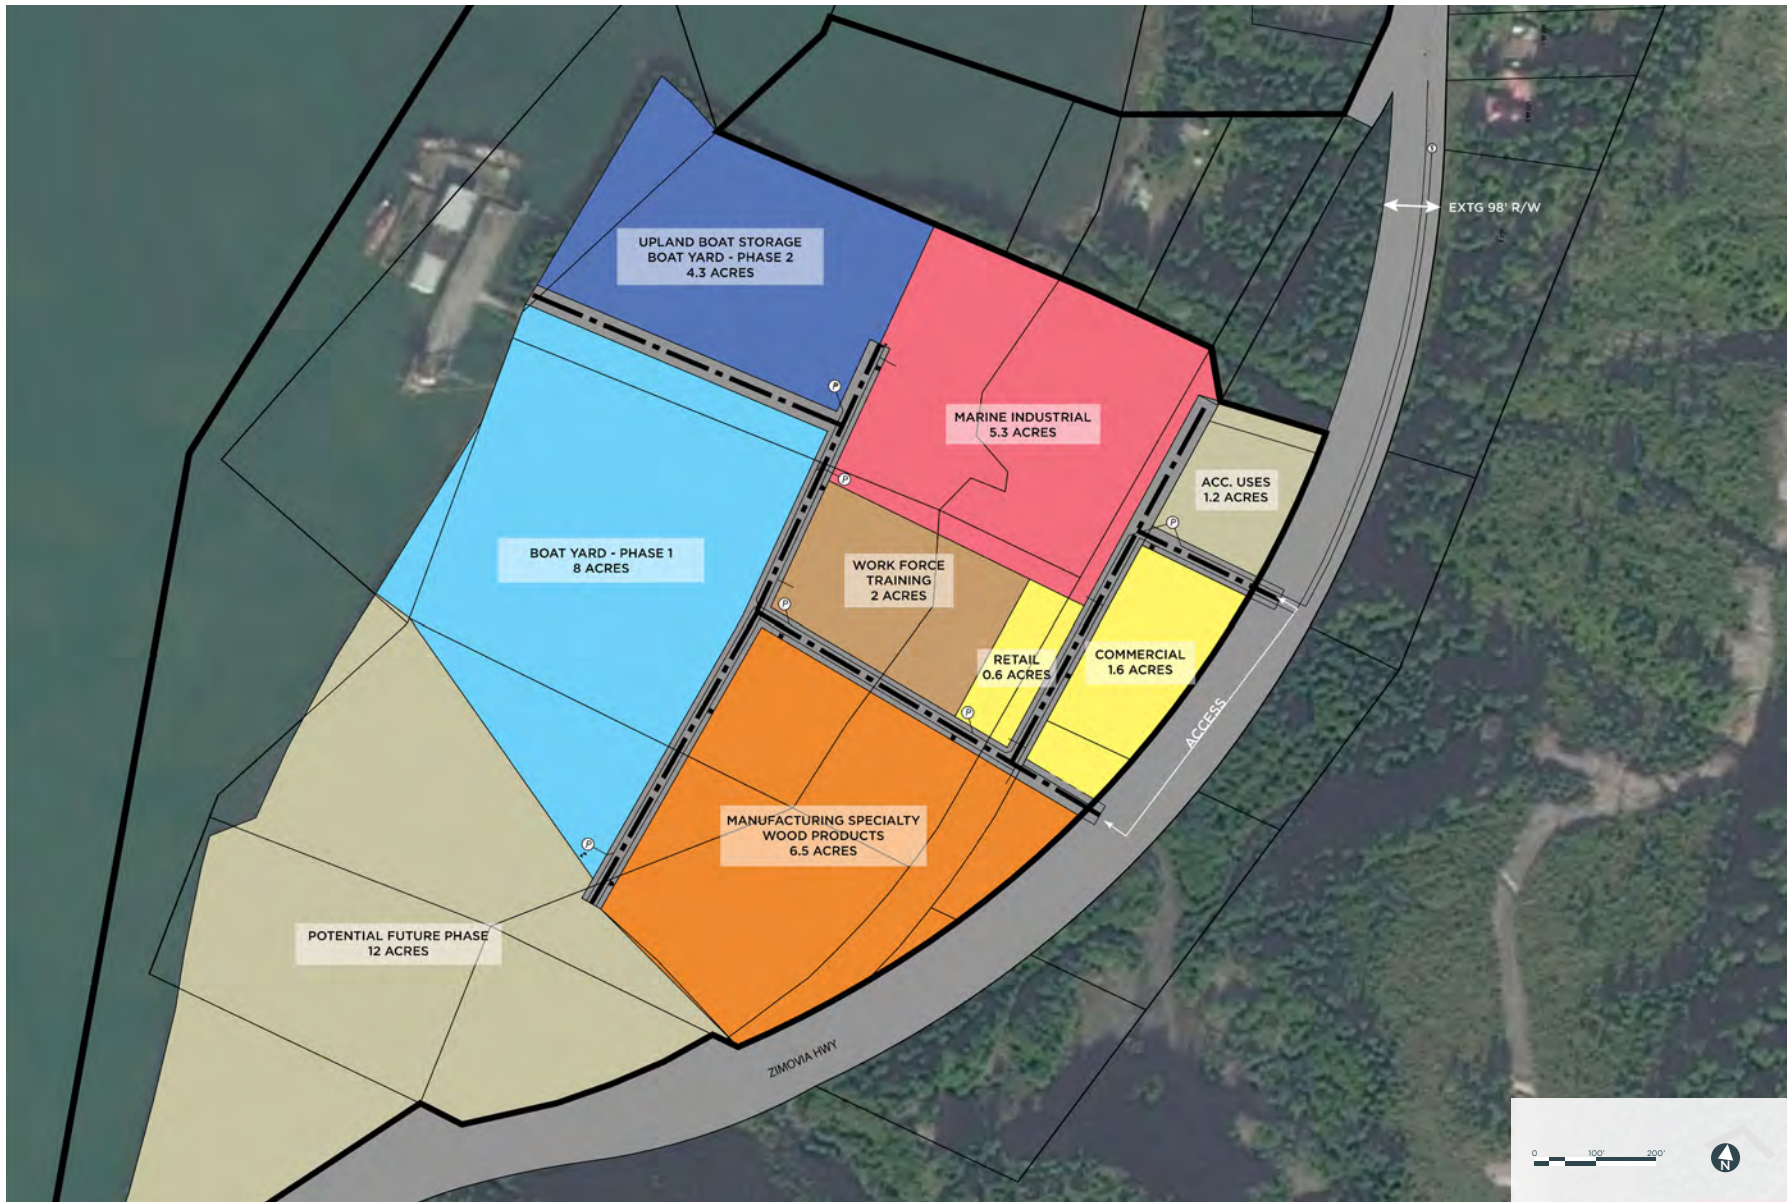 EXTG 98' R/W
UPLAND BOAT STORAGE
BOAT YARD - PHASE 2
4.3 ACRES
P
MARINE INDUSTRIAL
5.3 ACRES
P
ACC. USES
1.2 ACRES
P
BOAT YARD - PHASE 1
8 ACRES
WORK FORCE
TRAINING
2 ACRES
P
RETAIL
0.6 ACRES
COMMERCIAL
1.6 ACRES
P
ACCESS
MANUFACTURING SPECIALTY
WOOD PRODUCTS
6.5 ACRES
P
POTENTIAL FUTURE PHASE
12 ACRES
ZIMOVIA HWY
0 100' 200'
N